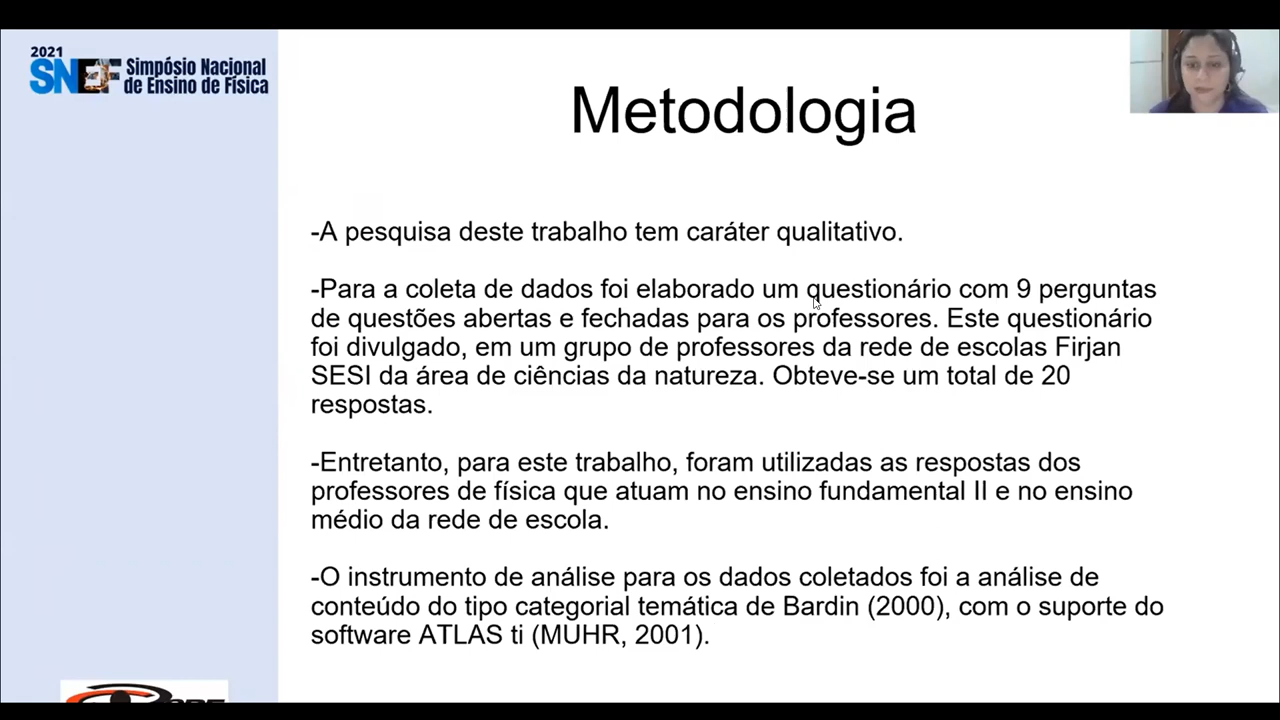 2021
SNEF Simpósio Nacional
de Ensino de Física
Metodologia
-A pesquisa deste trabalho tem caráter qualitativo.
-Para a coleta de dados foi elaborado um questionário com 9 perguntas
de questões abertas e fechadas para os professores. Este questionário
foi divulgado, em um grupo de professores da rede de escolas Firjan
SESI da área de ciências da natureza. Obteve-se um total de 20
respostas.
-Entretanto, para este trabalho, foram utilizadas as respostas dos
professores de física que atuam no ensino fundamental II e no ensino
médio da rede de escola.
-O instrumento de análise para os dados coletados foi a análise de
conteúdo do tipo categorial temática de Bardin (2000), com o suporte do
software ATLAS ti (MUHR, 2001).